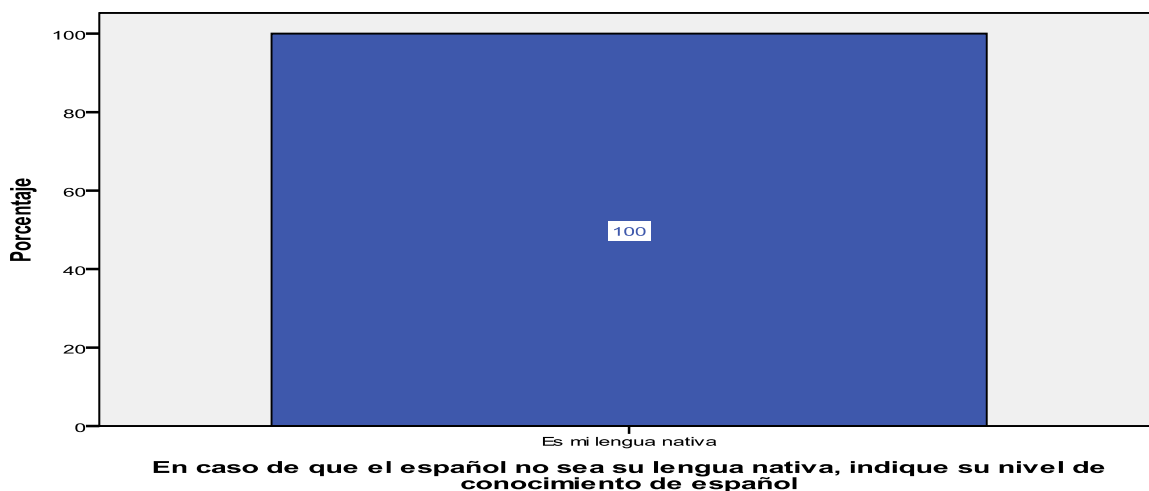 100
80
60
40
20
0
Porcentaje
100
Es mi lengua nativa
En caso de que el español no sea su lengua nativa, indique su nivel de
conocimiento de español